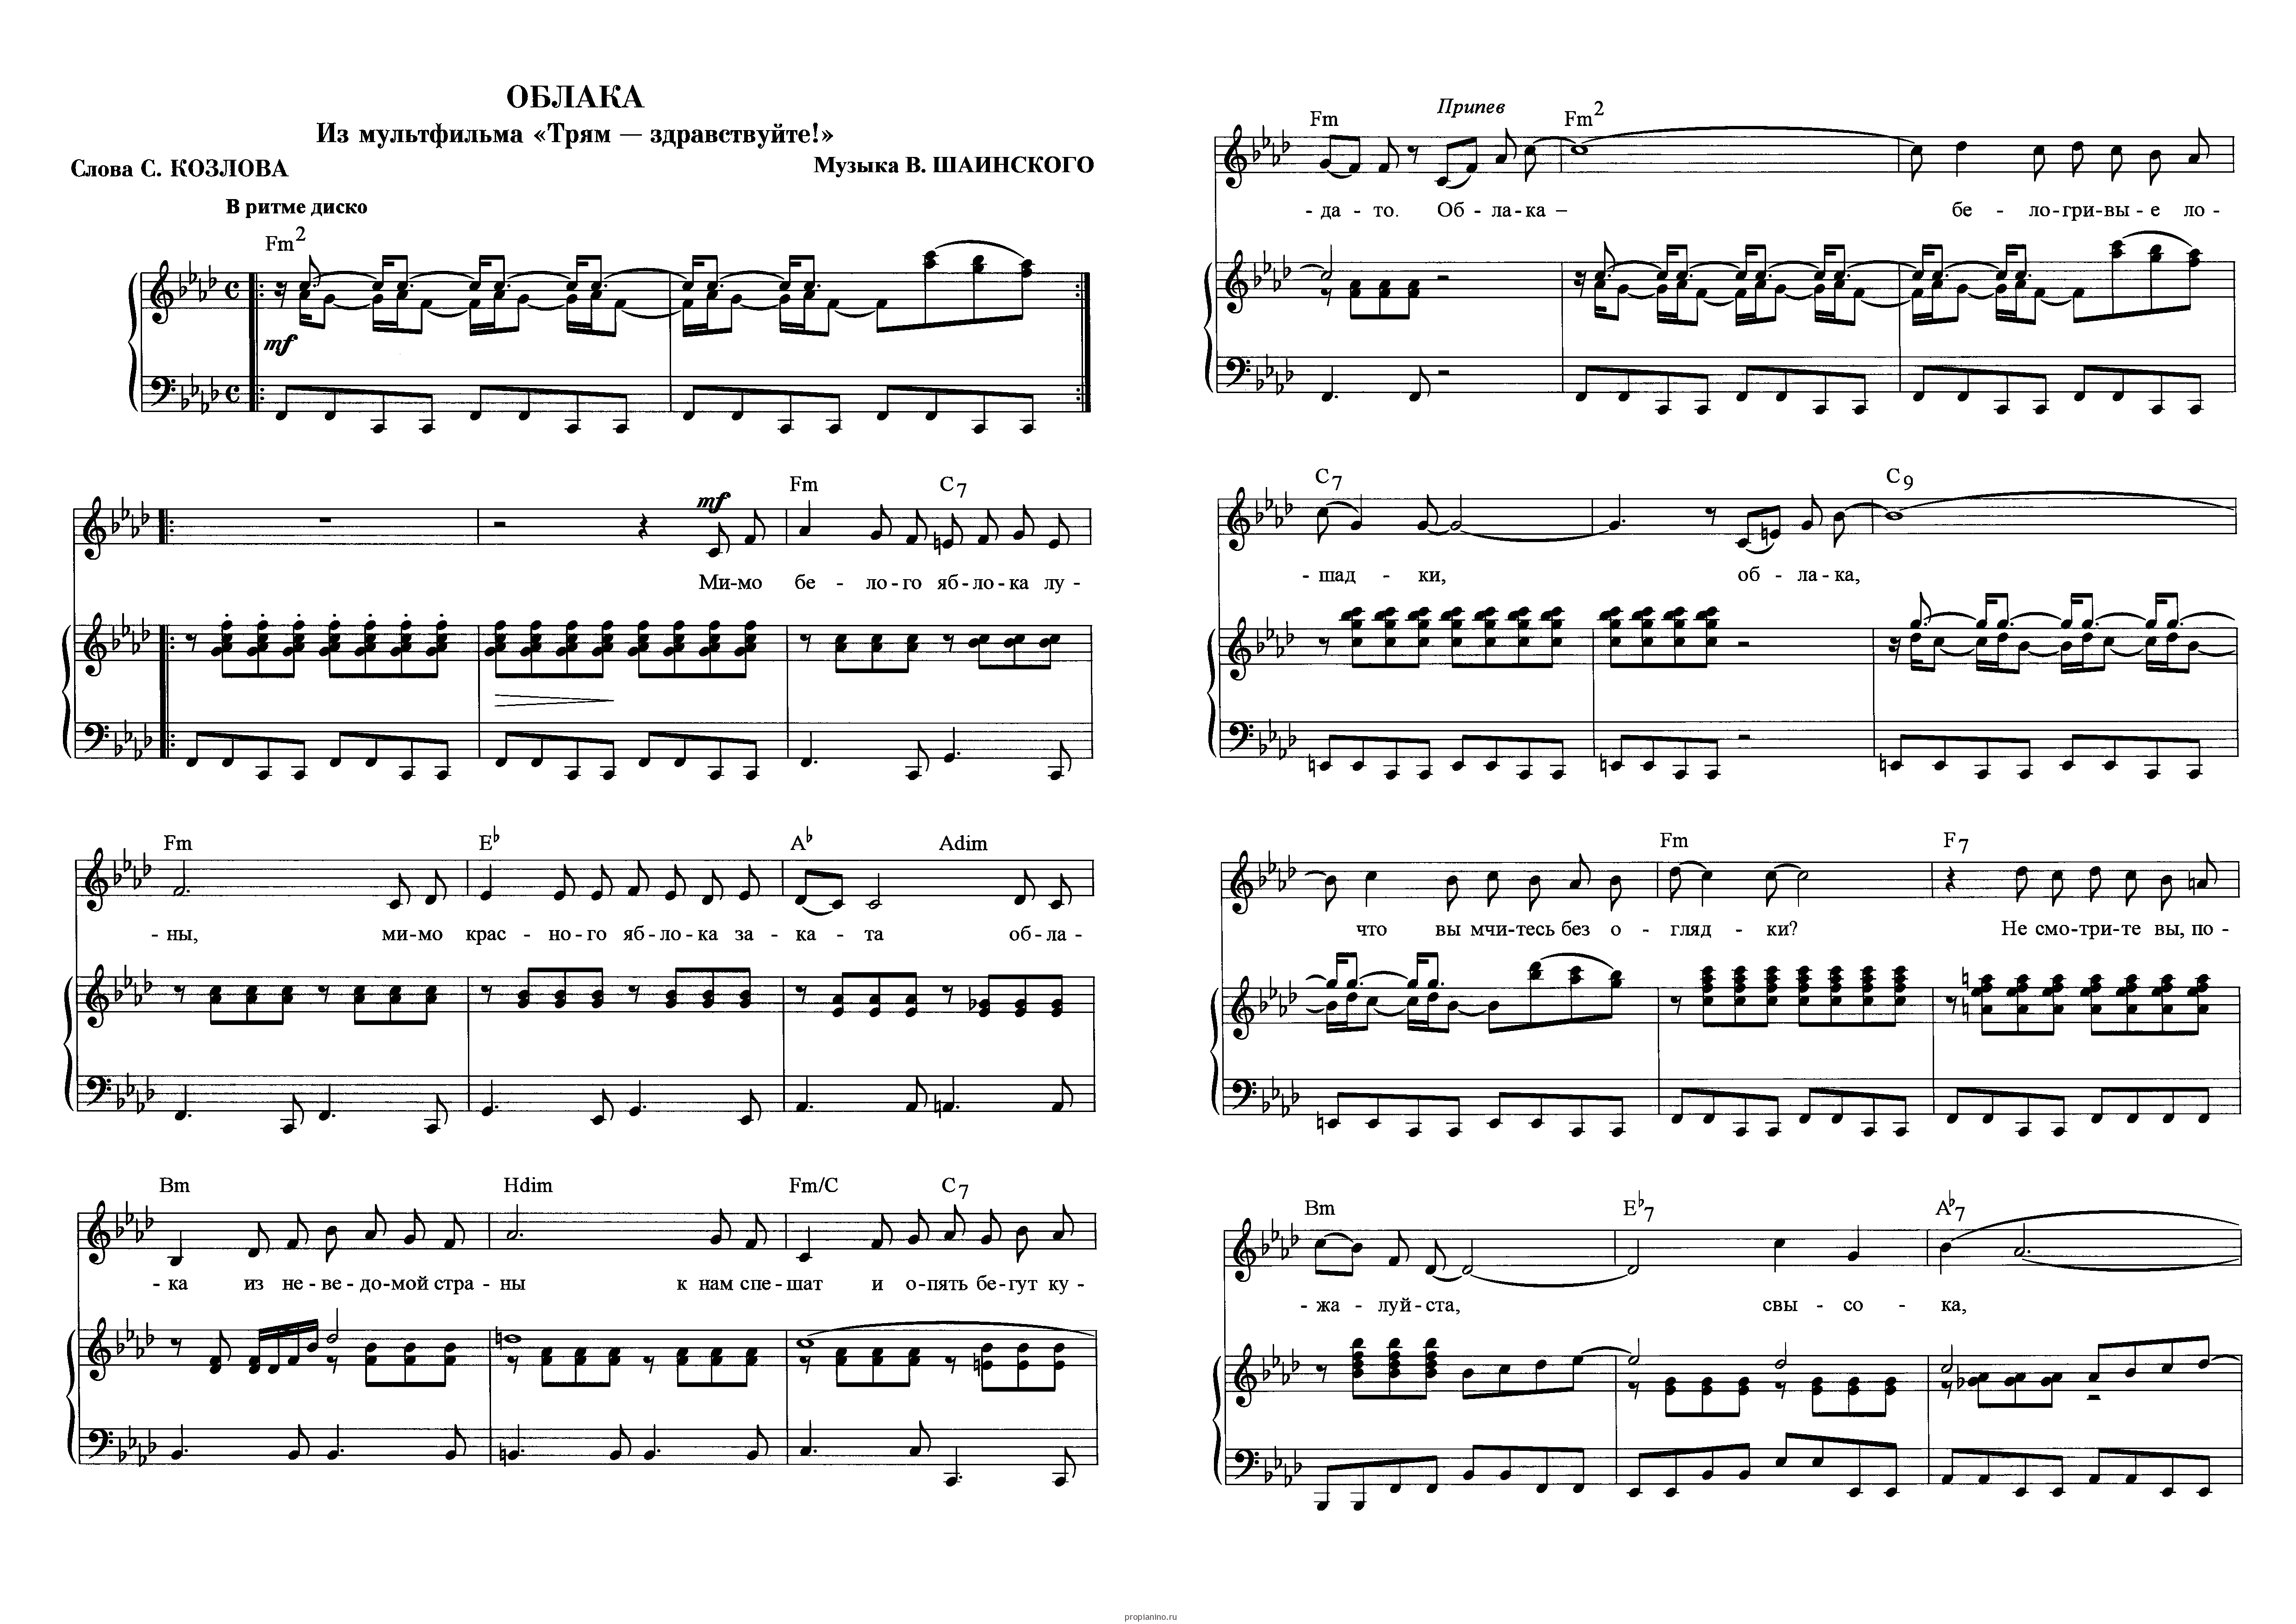 ОБЛАКА
Из мультфильма «Трям — здравствуйте!»
Слова С. КОЗЛОВА
Музыка В. ШАИНСКОГО
В ритме диско
Fm2
mf
mf
Fm C7
Ми-мо бе - ло-го яб-ло-ка лу -
Fm E♭ A♭ Adim
- ны, ми-мо крас - но-го яб-ло-ка за - ка - та об-ла -
Bm Hdim Fm/C C7
- ка из не-ве-до-мой стра - ны к нам спе-шат и о-пять бе-гут ку -
Припев
Fm Fm2
- да - то. Об - ла-ка – бе - ло-гри-вы-е ло -
C7 C9
- шад - ки, об - ла-ка,
Fm F7
что вы мчи-тесь без о - гляд - ки? Не смо-три-те вы, по -
Bm E♭7 A♭7
- жа - луй-ста, свы - со - ка,
propianino.ru